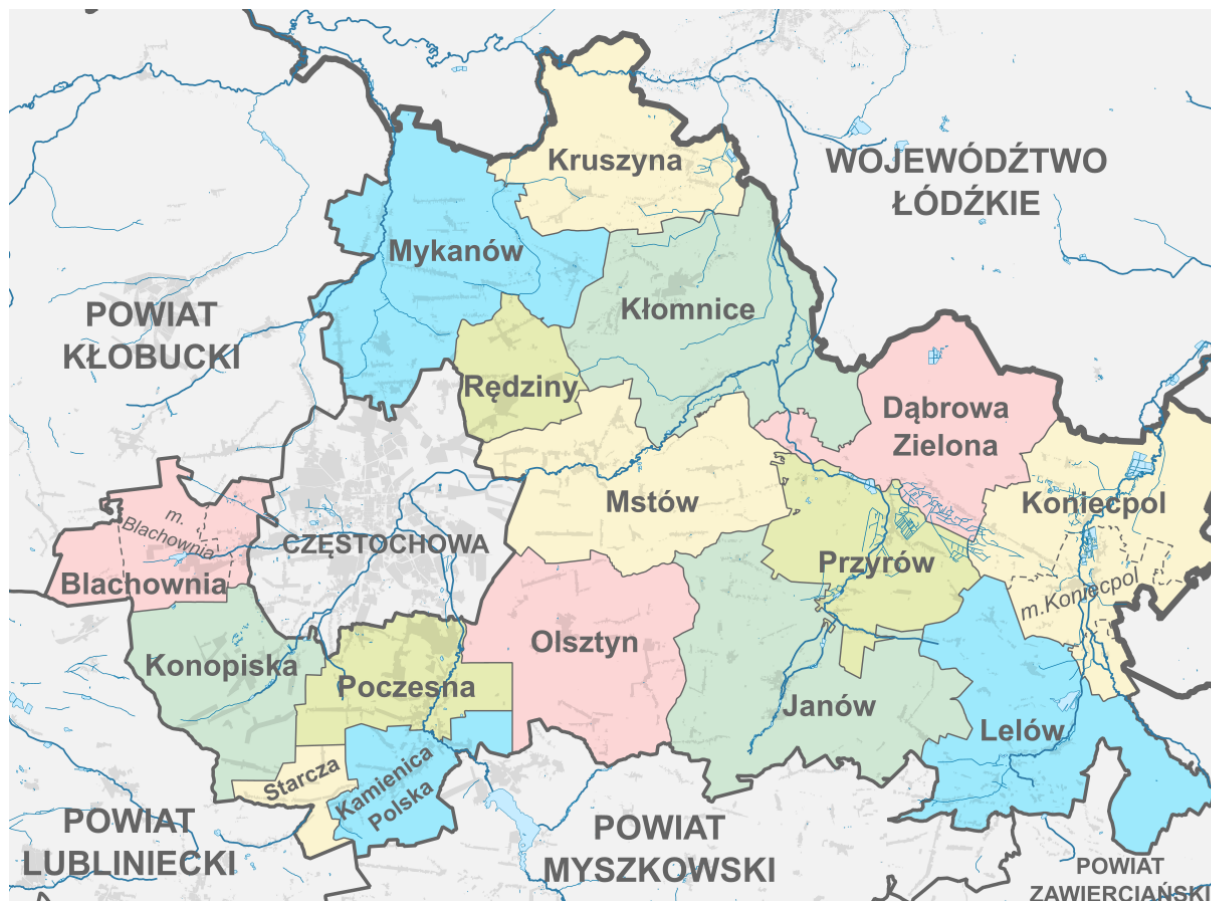 Kruszyna
WOJEWÓDŹTWO
ŁÓDŹKIE
Mykanów
Kłomnice
POWIAT
KŁOBUCKI
Rędziny
Dąbrowa
Zielona
Mstów
Koniecpol
m.
Blachownia
CZĘSTOCHOWA
Blachownia
Przyrów
m.Koniecpol
Olsztyn
Konopiska
Poczesna
Janów
Lelów
Starcza
Kamienica
Polska
POWIAT
LUBLINIECKI
POWIAT
MYSZKOWSKI
POWIAT
ZAWIERCIAŃSKI